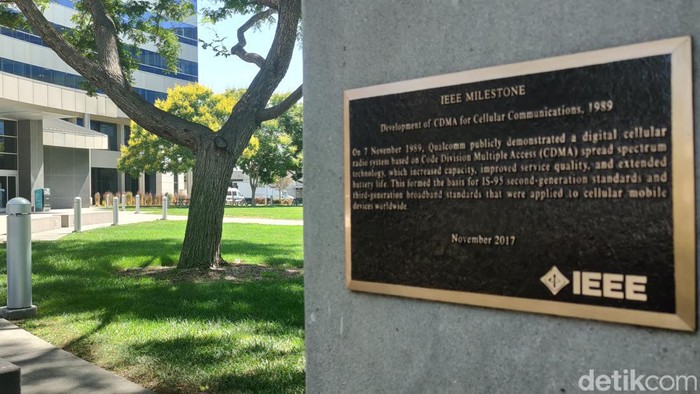 IEEE MILESTONE
Development of CDMA for Cellular Communications, 1989
On 7 November 1989, Qualcomm publicly demonstrated a digital cellular
radio system based on Code Division Multiple Access (CDMA) spread spectrum
technology, which increased capacity, improved service quality, and extended
battery life. This formed the basis for IS-95 second-generation standards and
third-generation broadband standards that were applied to cellular mobile
devices worldwide.
November 2017
IEEE
detikcom